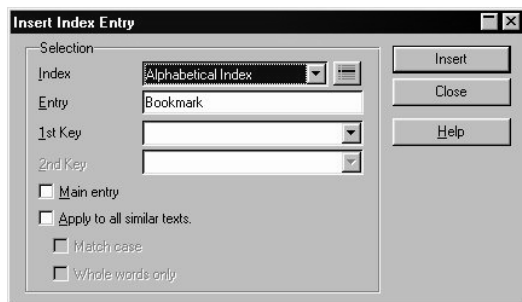 Insert Index Entry
Selection
Index
Alphabetical Index
Entry
Bookmark
1st Key
2nd Key
Main entry
Apply to all similar texts.
Match case
Whole words only
Insert
Close
Help